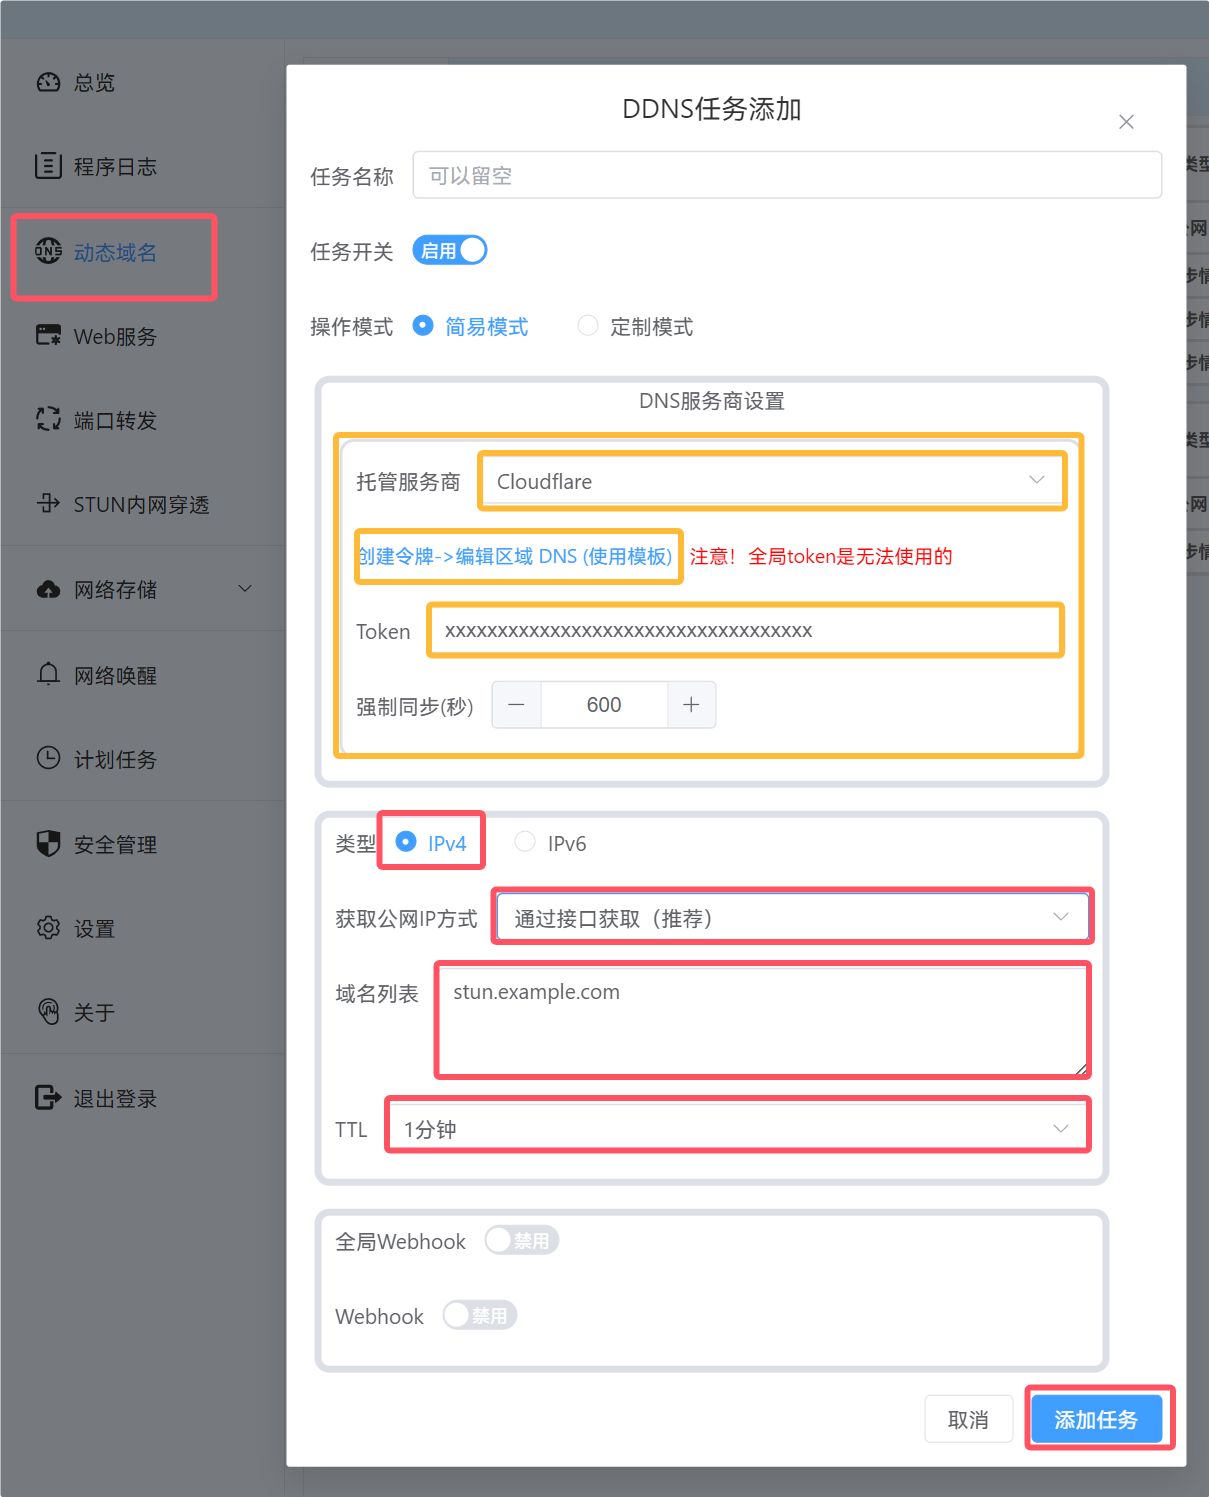 总览
程序日志
DNS
动态域名
Web服务
端口转发
STUN内网穿透
网络存储
网络唤醒
计划任务
安全管理
设置
关于
退出登录
DDNS任务添加
任务名称
可以留空
任务开关
启用
操作模式
简易模式
定制模式
DNS服务商设置
托管服务商
Cloudflare
创建令牌->编辑区域 DNS (使用模板)
注意！全局token是无法使用的
Token
xxxxxxxxxxxxxxxxxxxxxxxxxxxxxxxxxxx
强制同步(秒)
600
类型
IPv4
IPv6
获取公网IP方式
通过接口获取（推荐）
域名列表
stun.example.com
TTL
1分钟
全局Webhook
禁用
Webhook
禁用
取消
添加任务
类型
网
步情
步情
步情
类型
网
步情